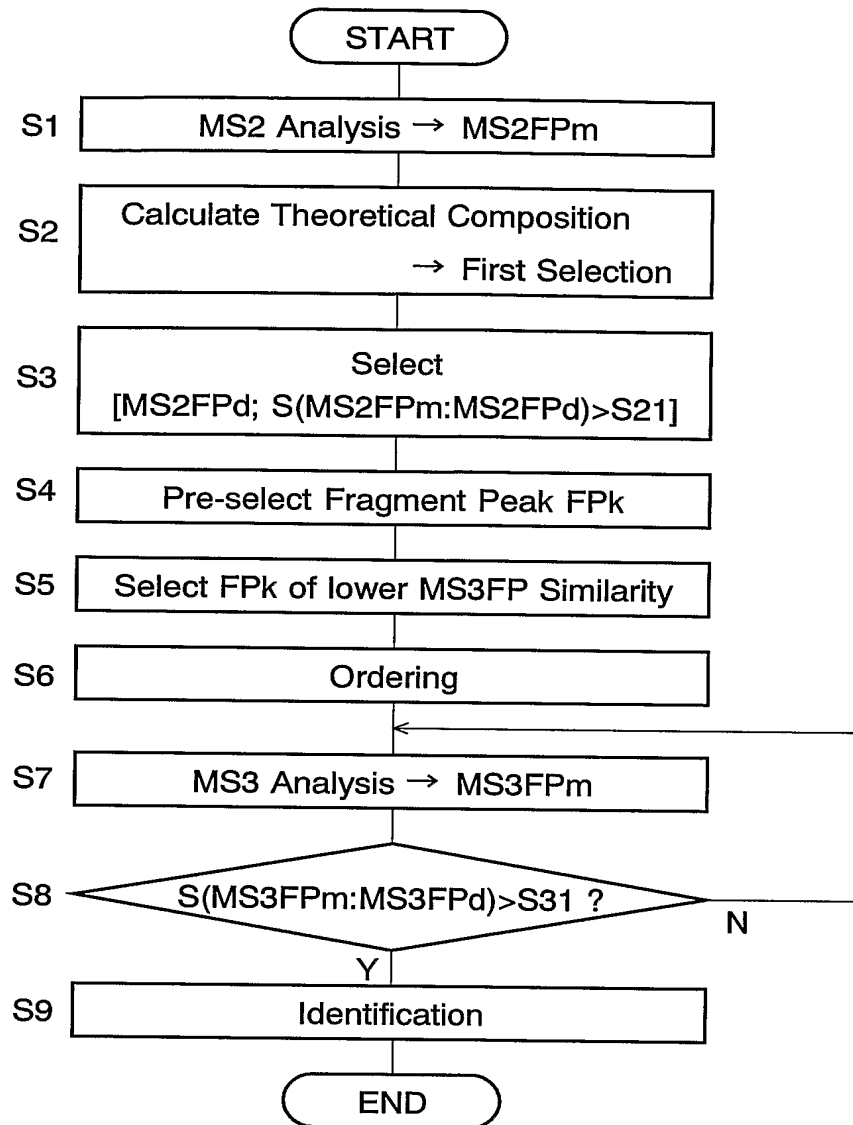 START
S1
MS2 Analysis → MS2FPm
S2
Calculate Theoretical Composition
→ First Selection
S3
Select
[MS2FPd; S(MS2FPm:MS2FPd)>S21]
S4
Pre-select Fragment Peak FPk
S5
Select FPk of lower MS3FP Similarity
S6
Ordering
S7
MS3 Analysis → MS3FPm
S8
S(MS3FPm:MS3FPd)>S31 ?
N
Y
S9
Identification
END